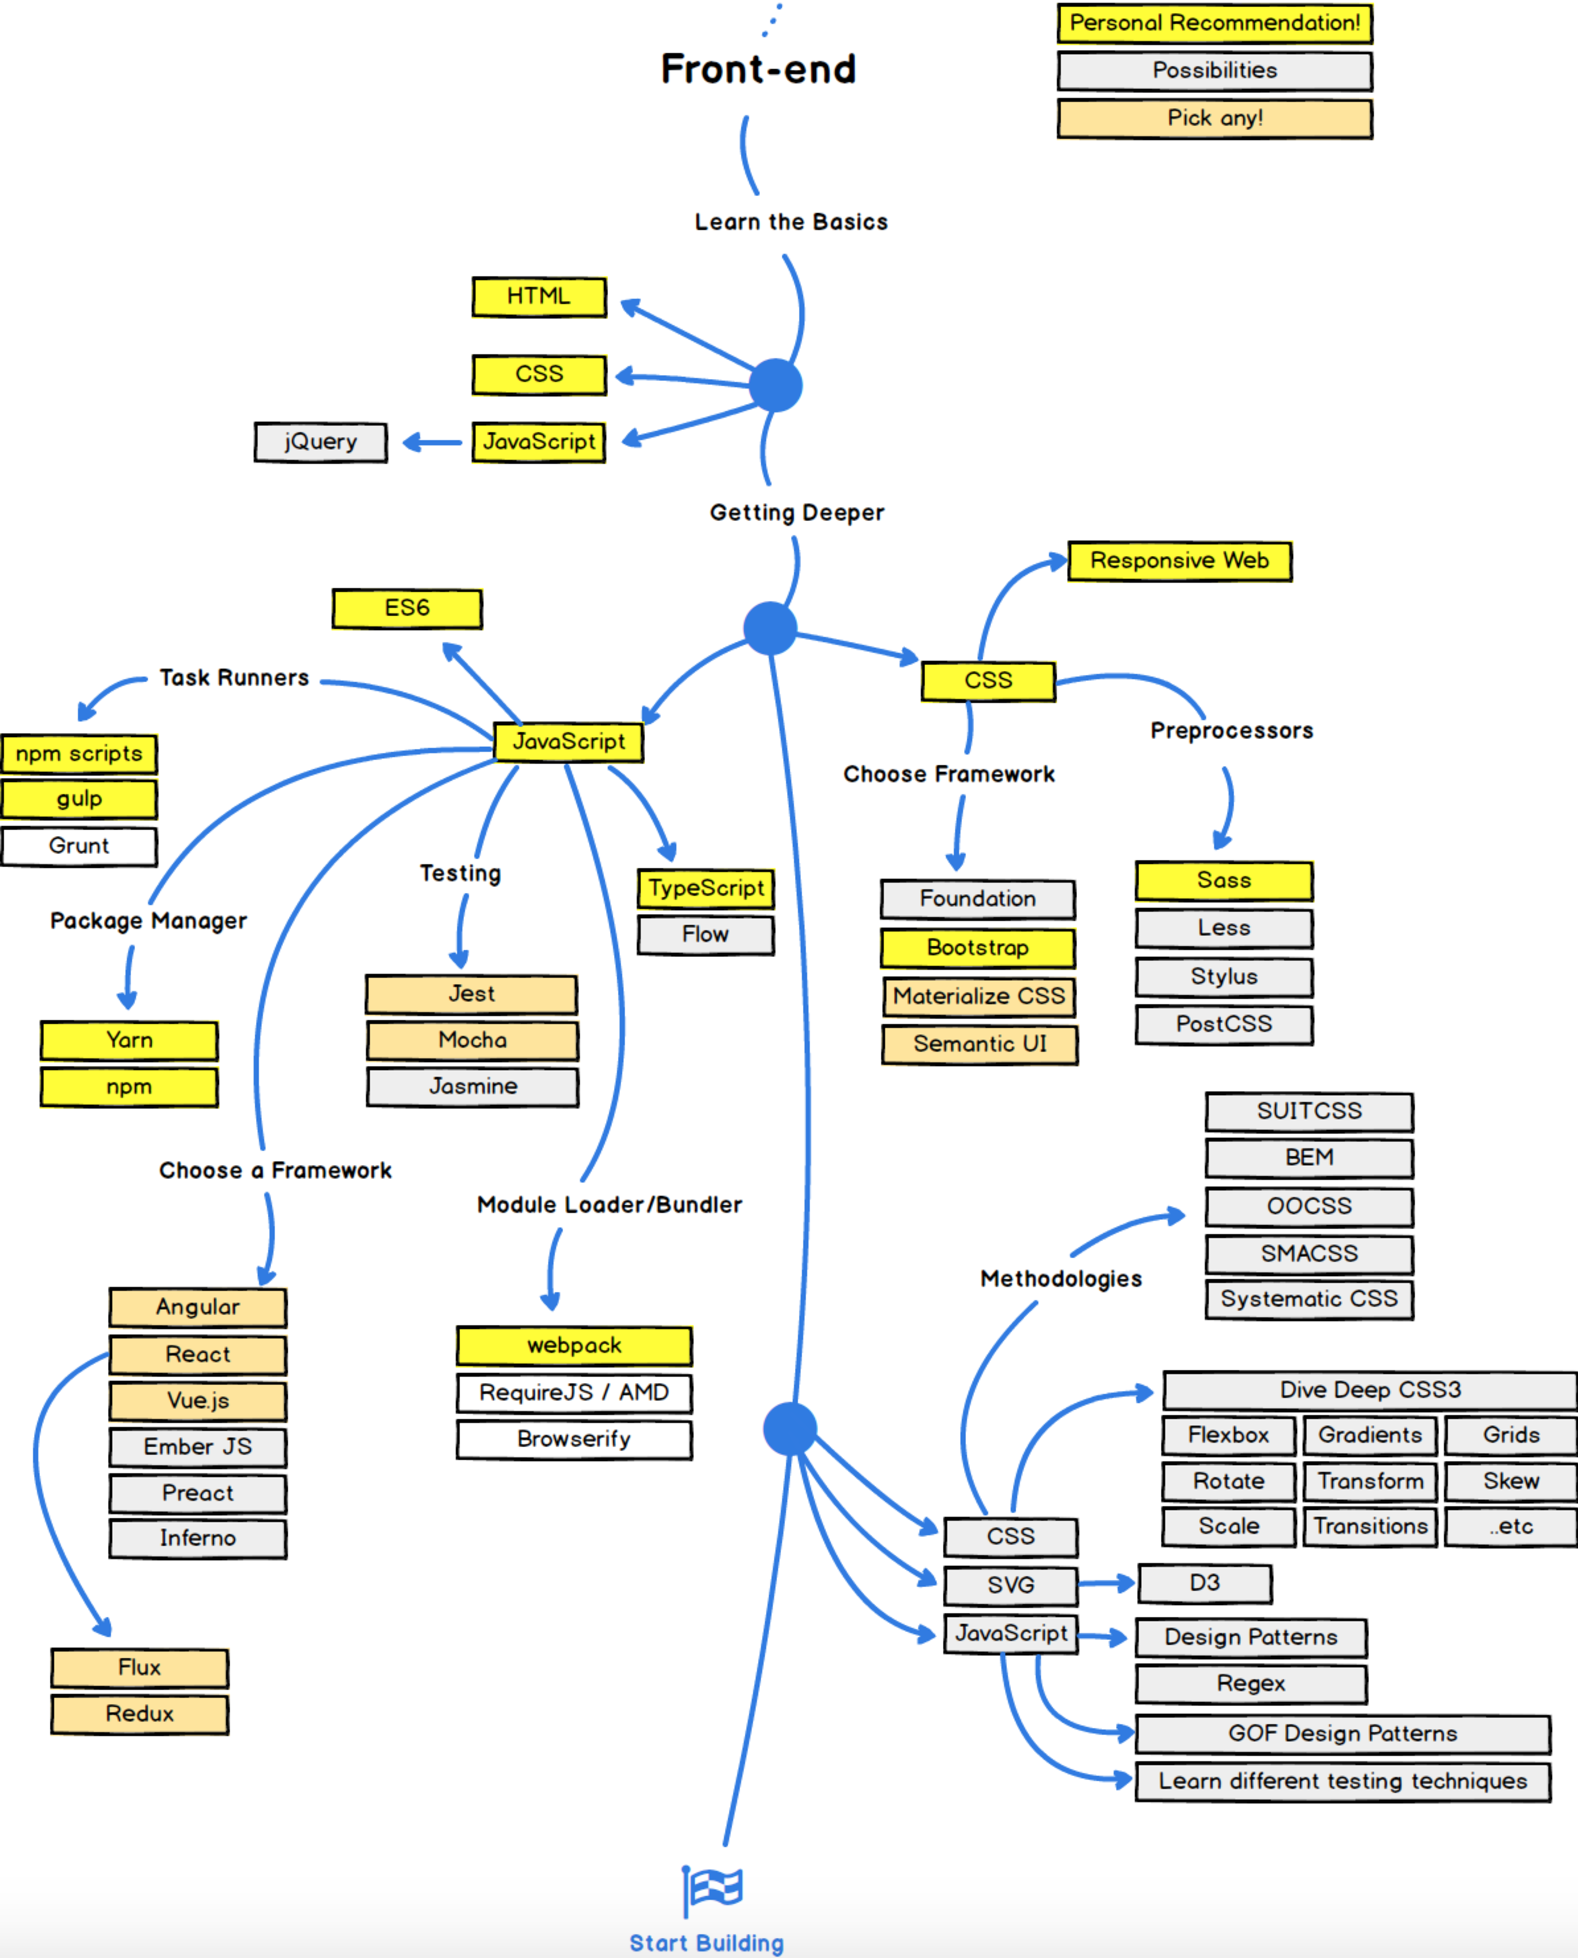 Personal Recommendation!
Possibilities
Pick any!
Front-end
Learn the Basics
HTML
CSS
JavaScript
jQuery
Getting Deeper
Responsive Web
ES6
Task Runners
CSS
JavaScript
Preprocessors
npm scripts
gulp
Grunt
Choose Framework
Testing
TypeScript
Flow
Foundation
Bootstrap
Materialize CSS
Semantic UI
Sass
Less
Stylus
PostCSS
Package Manager
Yarn
npm
Jest
Mocha
Jasmine
SUITCSS
BEM
OOCSS
SMACSS
Systematic CSS
Choose a Framework
Module Loader/Bundler
Methodologies
Angular
React
Vue.js
Ember JS
Preact
Inferno
webpack
RequireJS / AMD
Browserify
Dive Deep CSS3
Flexbox
Gradients
Grids
Rotate
Transform
Skew
Scale
Transitions
..etc
CSS
SVG
JavaScript
D3
Design Patterns
Regex
GOF Design Patterns
Learn different testing techniques
Flux
Redux
Start Building